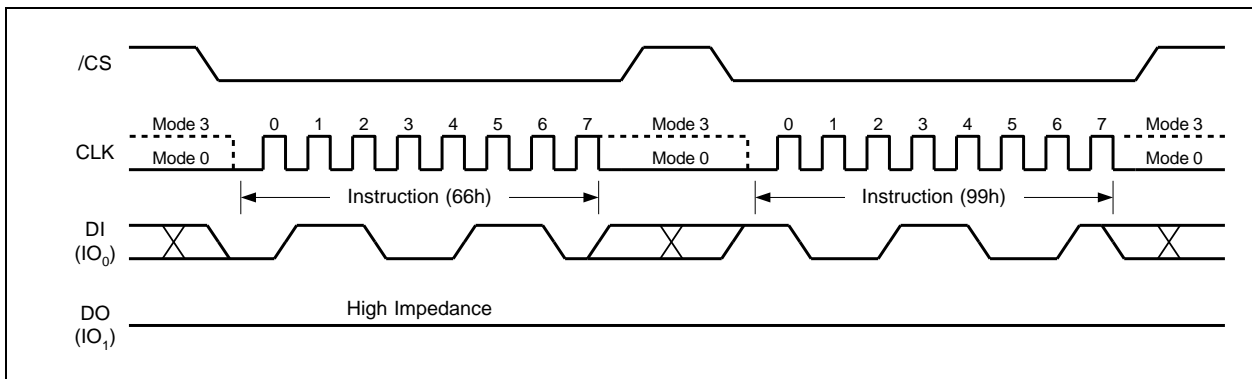 /CS
Mode 3 0 1 2 3 4 5 6 7 Mode 3 0 1 2 3 4 5 6 7 Mode 3
CLK
Mode 0 Mode 0 Mode 0
Instruction (66h) Instruction (99h)
DI
(IO₀)
High Impedance
DO
(IO₁)